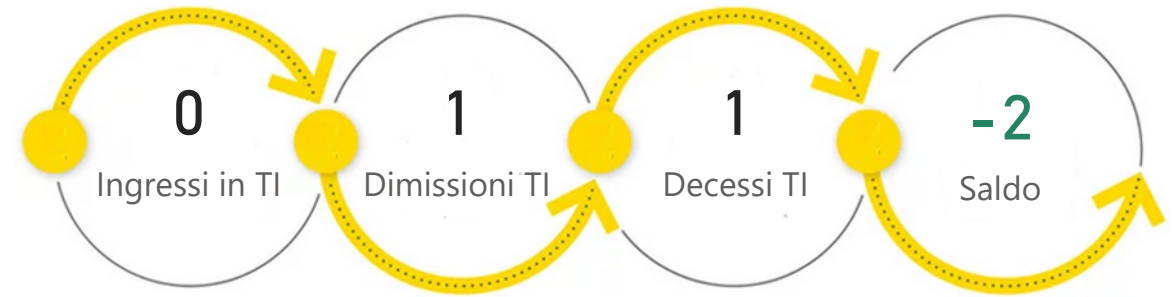 0
Ingressi in TI
1
Dimissioni TI
1
Decessi TI
-2
Saldo